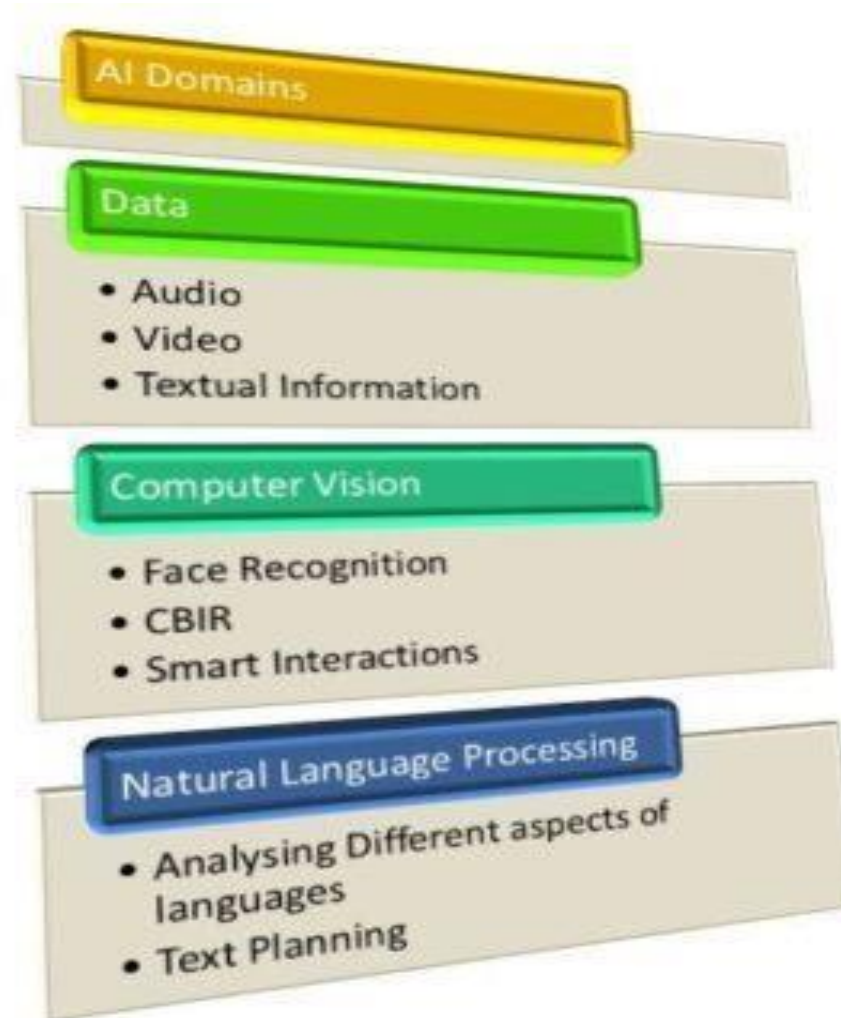 AI Domains
Data
• Audio
• Video
• Textual Information
Computer Vision
• Face Recognition
• CBIR
• Smart Interactions
Natural Language Processing
• Analysing Different aspects of
languages
• Text Planning